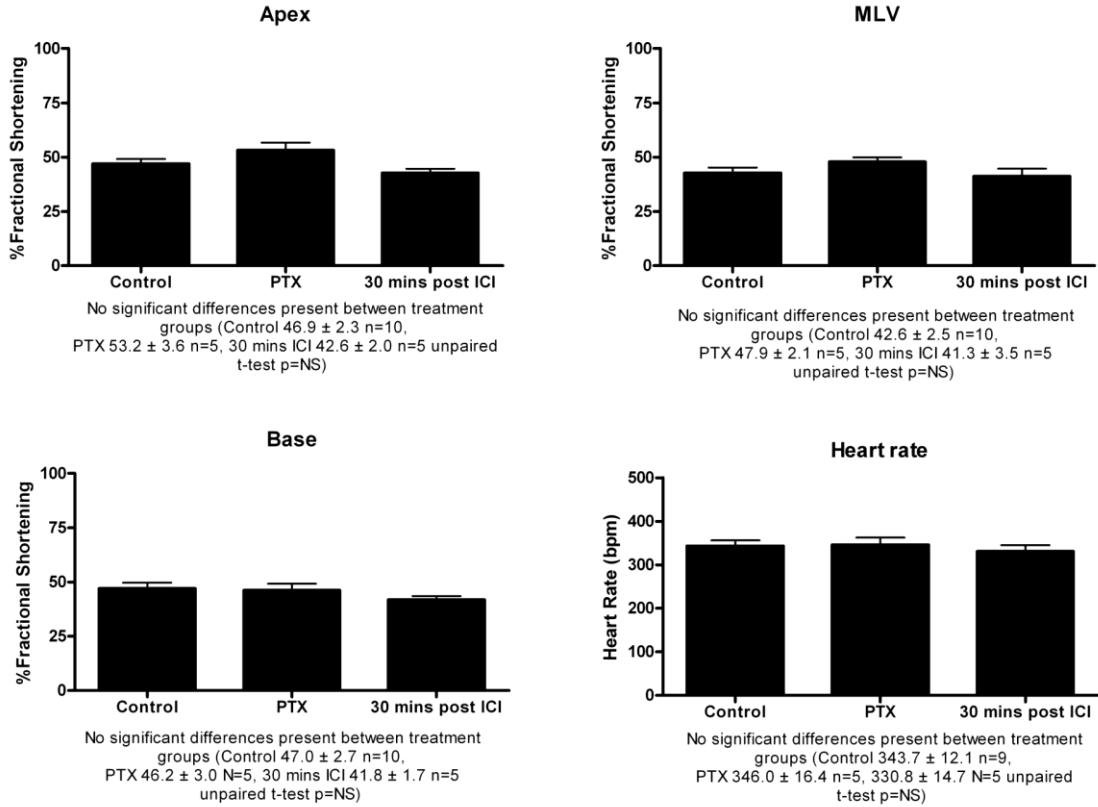 Apex
%Fractional Shortening
100
75
50
25
0
Control PTX 30 mins post ICI
No significant differences present between treatment
groups (Control 46.9 ± 2.3 n=10,
PTX 53.2 ± 3.6 n=5, 30 mins ICI 42.6 ± 2.0 n=5 unpaired
t-test p=NS)
MLV
%Fractional Shortening
100
75
50
25
0
Control PTX 30 mins post ICI
No significant differences present between treatment
groups (Control 42.6 ± 2.5 n=10,
PTX 47.9 ± 2.1 n=5, 30 mins ICI 41.3 ± 3.5 n=5
unpaired t-test p=NS)
Base
%Fractional Shortening
100
75
50
25
0
Control PTX 30 mins post ICI
No significant differences present between treatment
groups (Control 47.0 ± 2.7 n=10,
PTX 46.2 ± 3.0 N=5, 30 mins ICI 41.8 ± 1.7 n=5
unpaired t-test p=NS)
Heart rate
Heart Rate (bpm)
500
400
300
200
100
0
Control PTX 30 mins post ICI
No significant differences present between treatment
groups (Control 343.7 ± 12.1 n=9,
PTX 346.0 ± 16.4 n=5, 330.8 ± 14.7 N=5 unpaired
t-test p=NS)